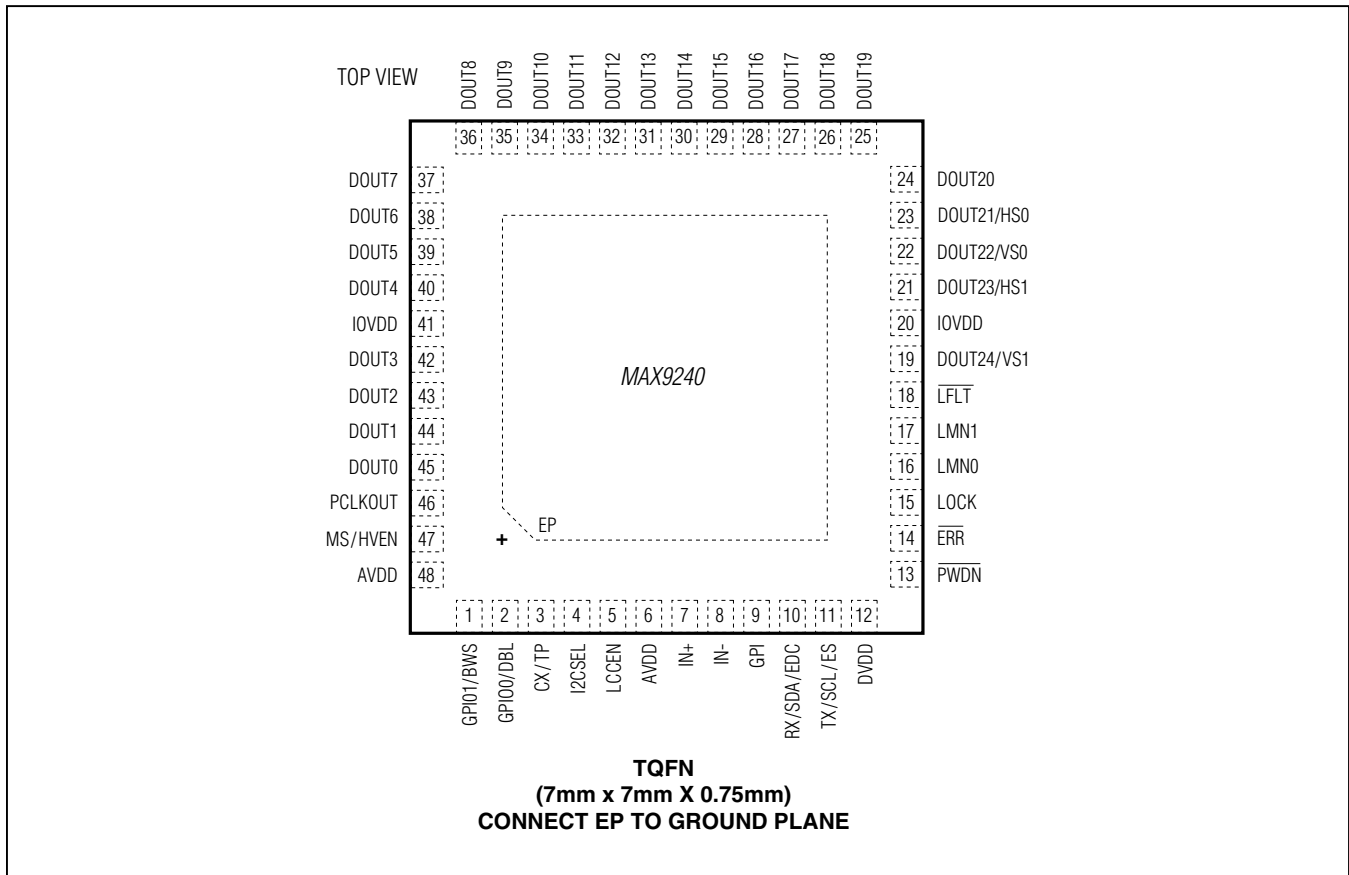 TOP VIEW
DOUT8
DOUT9
DOUT10
DOUT11
DOUT12
DOUT13
DOUT14
DOUT15
DOUT16
DOUT17
DOUT18
DOUT19
36 35 34 33 32 31 30 29 28 27 26 25
DOUT7 37
DOUT6 38
DOUT5 39
DOUT4 40
IOVDD 41
DOUT3 42
DOUT2 43
DOUT1 44
DOUT0 45
PCLKOUT 46
MS/HVEN 47
AVDD 48
24 DOUT20
23 DOUT21/HS0
22 DOUT22/VS0
21 DOUT23/HS1
20 IOVDD
19 DOUT24/VS1
18 LFLT
17 LMN1
16 LMN0
15 LOCK
14 ERR
13 PWDN
MAX9240
EP
+
1 2 3 4 5 6 7 8 9 10 11 12
GPIO1/BWS
GPIO0/DBL
CX/TP
I2CSEL
LCCEN
AVDD
IN+
IN-
GPI
RX/SDA/EDC
TX/SCL/ES
DVDD
TQFN
(7mm x 7mm X 0.75mm)
CONNECT EP TO GROUND PLANE